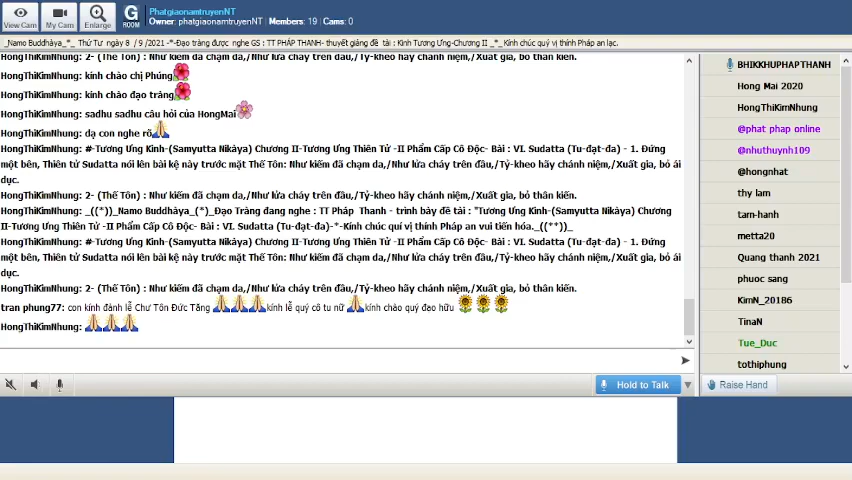 View Cam
My Cam
Enlarge
G
ROOM
PhatgiaonamtruyenNT
Owner: phatgiaonamtruyenNT | Members: 19 | Cams: 0
_Namo Buddhàya_*_ Thứ Tư ngày 8 / 9 /2021 -*-Đạo tràng được nghe GS : TT PHÁP THANH- thuyết giảng đề tài : Kinh Tương Ưng-Chương II _*_ Kính chúc quý vị thính Pháp an lạc.
HongThiKimNhung: 2- (Thế Tôn) : Như kiếm đã chạm da,/Như lửa cháy trên đầu,/Tỷ-kheo hãy chánh niệm,/Xuất gia, bỏ thân kiến.
HongThiKimNhung: kính chào chị Phúng
HongThiKimNhung: kính chào đạo tràng
HongThiKimNhung: sadhu sadhu câu hỏi của HongMai
HongThiKimNhung: dạ con nghe rõ
HongThiKimNhung: #-Tương Ưng Kinh-(Samyutta Nikàya) Chương II-Tương Ưng Thiên Tử -II Phẩm Cấp Cô Độc- Bài : VI. Sudatta (Tu-đạt-đa) - 1. Đứng
một bên, Thiên tử Sudatta nói lên bài kệ này trước mặt Thế Tôn: Như kiếm đã chạm da,/Như lửa cháy trên đầu,/Tỷ-kheo hãy chánh niệm,/Xuất gia, bỏ ái
dục.
HongThiKimNhung: 2- (Thế Tôn) : Như kiếm đã chạm da,/Như lửa cháy trên đầu,/Tỷ-kheo hãy chánh niệm,/Xuất gia, bỏ thân kiến.
HongThiKimNhung: _((*))_Namo Buddhàya_(*)_Đạo Tràng đang nghe : TT Pháp Thanh - trình bày đề tài : "Tương Ưng Kinh-(Samyutta Nikàya) Chương
II-Tương Ưng Thiên Tử -II Phẩm Cấp Cô Độc- Bài : VI. Sudatta (Tu-đạt-đa)-*-Kính chúc quí vị thính Pháp an vui tiến hóa._((**))_
HongThiKimNhung: #-Tương Ưng Kinh-(Samyutta Nikàya) Chương II-Tương Ưng Thiên Tử -II Phẩm Cấp Cô Độc- Bài : VI. Sudatta (Tu-đạt-đa) - 1. Đứng
một bên, Thiên tử Sudatta nói lên bài kệ này trước mặt Thế Tôn: Như kiếm đã chạm da,/Như lửa cháy trên đầu,/Tỷ-kheo hãy chánh niệm,/Xuất gia, bỏ ái
dục.
HongThiKimNhung: 2- (Thế Tôn) : Như kiếm đã chạm da,/Như lửa cháy trên đầu,/Tỷ-kheo hãy chánh niệm,/Xuất gia, bỏ thân kiến.
tran phung77: con kính đảnh lễ Chư Tôn Đức Tăng kính lễ quý cô tu nữ kính chào quý đạo hữu
HongThiKimNhung:
Hold to Talk
BHIKKHUPHAPTHANH
Hong Mai 2020
HongThiKimNhung
@phat phap online
@nhuthuynh109
@hongnhat
thy lam
tam-hanh
metta20
Quang thanh 2021
phuoc sang
KimN_20186
TinaN
Tue_Duc
tothiphung
Raise Hand